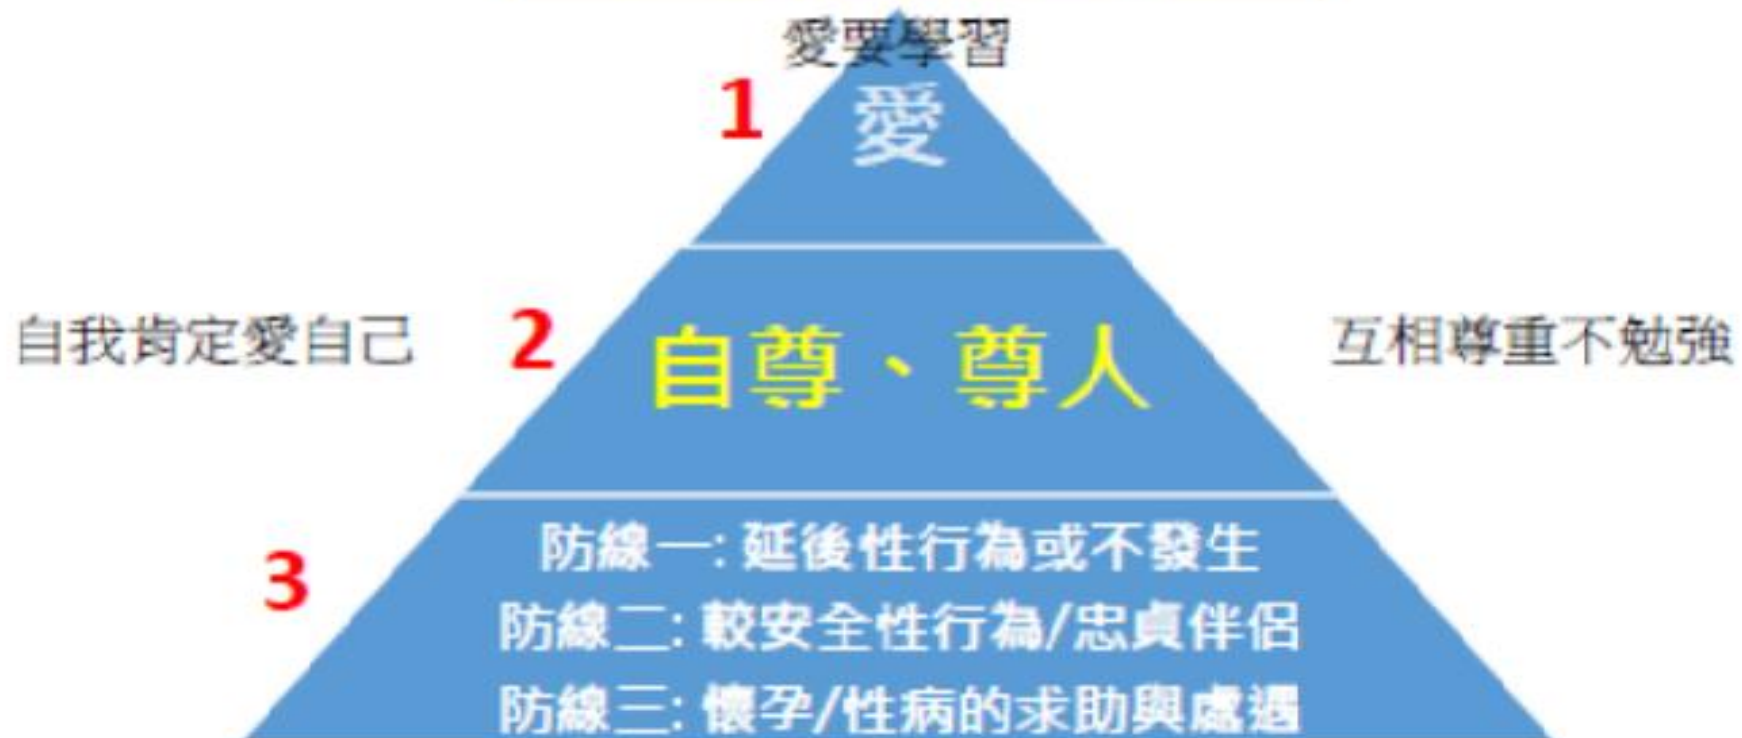 愛要學習
1
愛
自我肯定愛自己
2
自尊、尊人
互相尊重不勉強
3
防線一: 延後性行為或不發生
防線二: 較安全性行為/忠貞伴侶
防線三: 懷孕/性病的求助與處遇